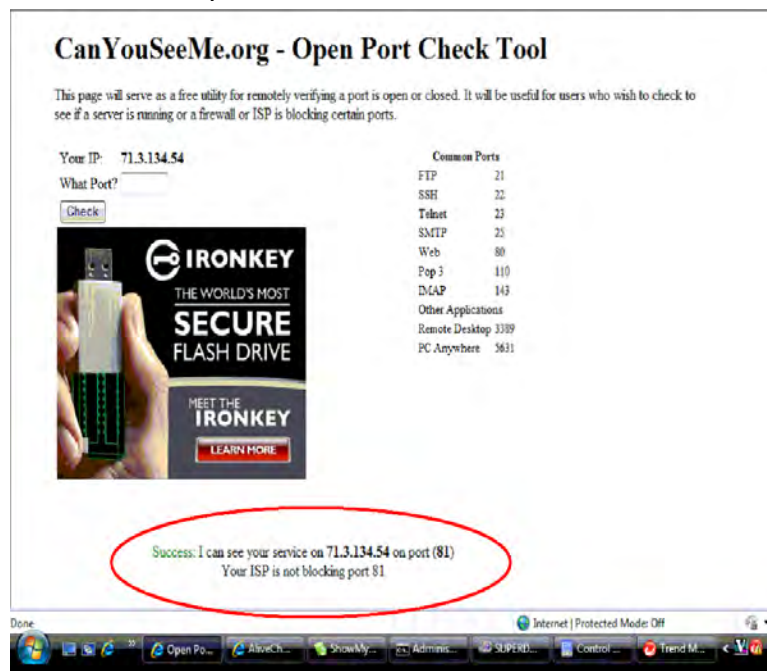 CanYouSeeMe.org - Open Port Check Tool
This page will serve as a free utility for remotely verifying a port is open or closed. It will be useful for users who wish to check to
see if a server is running or a firewall or ISP is blocking certain ports.
Your IP: 71.3.134.54
What Port?
Check
Common Ports
FTP 21
SSH 22
Telnet 23
SMTP 25
Web 80
Pop 3 110
IMAP 143
Other Applications
Remote Desktop 3389
PC Anywhere 5631
IRONKEY
THE WORLD'S MOST
SECURE
FLASH DRIVE
MEET THE
IRONKEY
LEARN MORE
Success: I can see your service on 71.3.134.54 on port (81)
Your ISP is not blocking port 81
Done
Internet | Protected Mode: Off
Open Po...
AliveCh...
ShowMy...
Adminis...
SUPERD...
Control ...
Trend M...